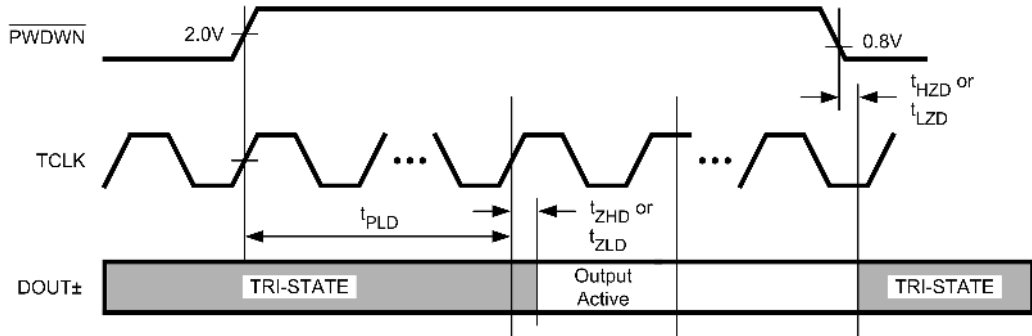 PWDWN
2.0V
0.8V
tHZD or
tLZD
TCLK
tPLD
tZHD or
tZLD
DOUT±
TRI-STATE
Output
Active
TRI-STATE